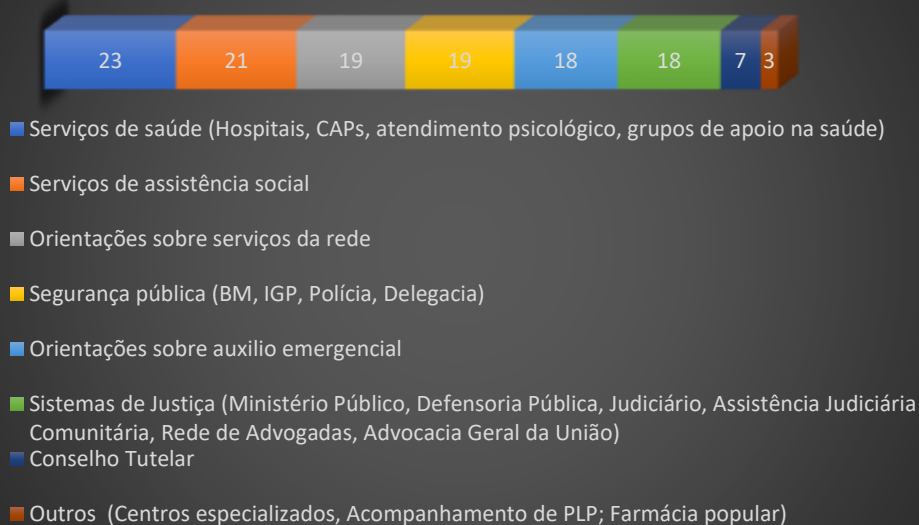 23 21 19 19 18 18 7 3
Serviços de saúde (Hospitais, CAPs, atendimento psicológico, grupos de apoio na saúde)
Serviços de assistência social
Orientações sobre serviços da rede
Segurança pública (BM, IGP, Polícia, Delegacia)
Orientações sobre auxilio emergencial
Sistemas de Justiça (Ministério Público, Defensoria Pública, Judiciário, Assistência Judiciária
Comunitária, Rede de Advogadas, Advocacia Geral da União)
Conselho Tutelar
Outros (Centros especializados, Acompanhamento de PLP; Farmácia popular)